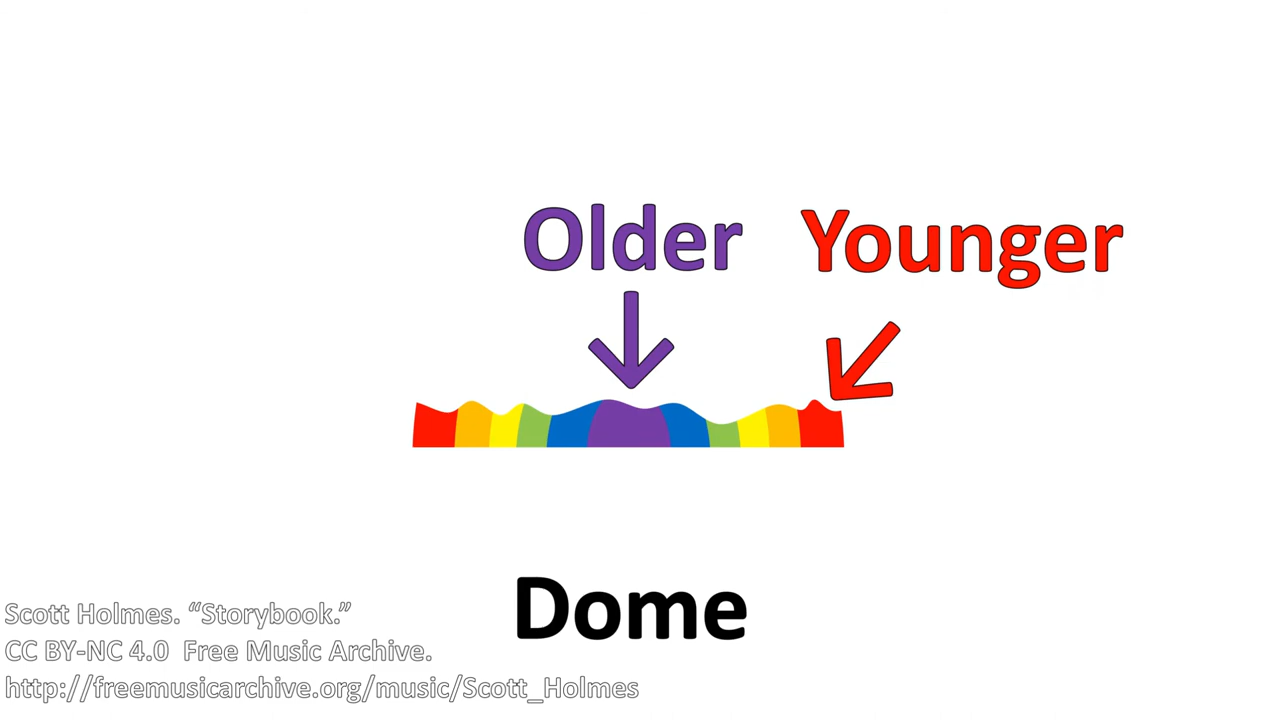 Older
Younger
Dome
Scott Holmes. “Storybook.”
CC BY-NC 4.0  Free Music Archive.
http://freemusicarchive.org/music/Scott_Holmes